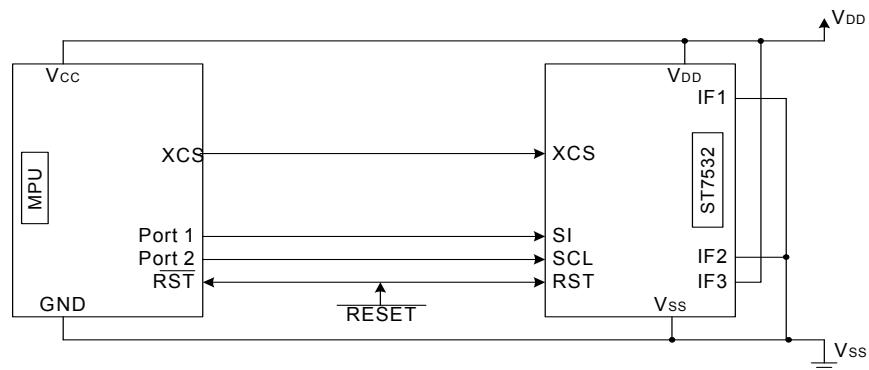 VDD
VCC
VDD
IF1
XCS
XCS
MPU
ST7532
Port 1
SI
Port 2
SCL
IF2
RST
RST
IF3
RESET
GND
VSS
VSS